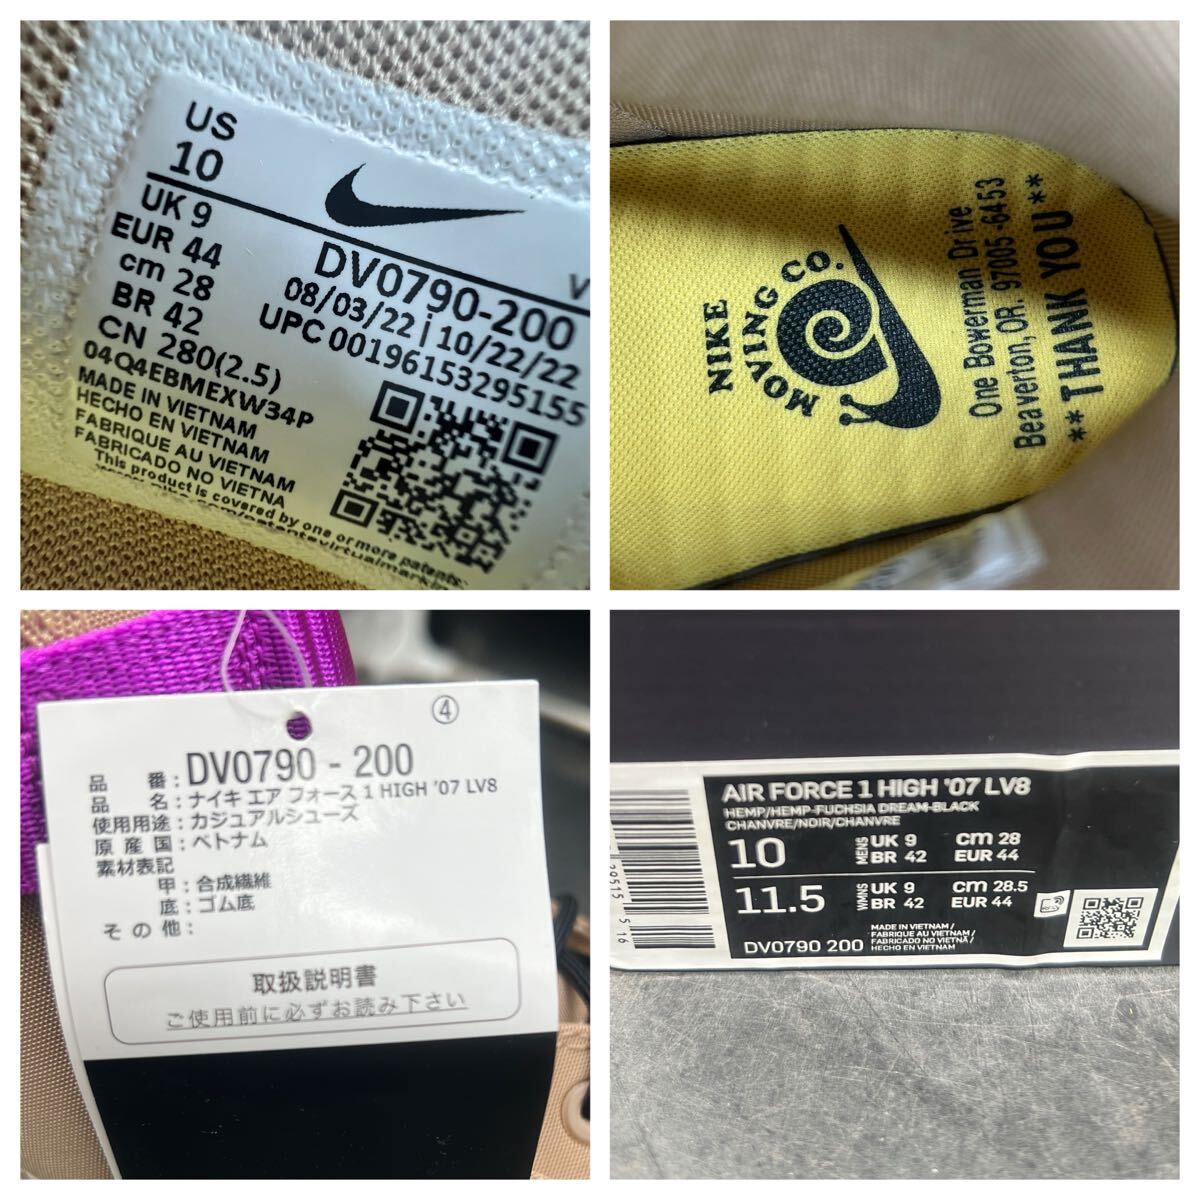 US
10
UK 9
EUR 44
cm 28
BR 42
CN 280(2.5)
04Q4EBMEXW34P
MADE IN VIETNAM
HECHO EN VIETNAM
FABRIQUE AU VIETNAM
FABRICADO NO VIETNA
This product is covered by one or more patents:
V
DV0790-200
08/03/22 | 10/22/22
UPC 00196153295155
NIKE
MOVING CO.
One Bowerman Drive
Beaverton, OR. 97005-6453
**THANK YOU**
④
品 番：DV0790-200
品 名：ナイキ エア フォース 1 HIGH '07 LV8
使用用途：カジュアルシューズ
原 産 国：ベトナム
素材表記
甲：合成繊維
底：ゴム底
その他：
取扱説明書
ご使用前に必ずお読み下さい
AIR FORCE 1 HIGH '07 LV8
HEMP/HEMP-FUCHSIA DREAM-BLACK
CHANVRE/NOIR/CHANVRE
10 MENS UK 9 cm 28
BR 42 EUR 44
11.5 WMNS UK 9 cm 28.5
BR 42 EUR 44
DV0790 200
MADE IN VIETNAM /
FABRIQUE AU VIETNAM /
FABRICADO NO VIETNÃ /
HECHO EN VIETNAM
29515 5 16